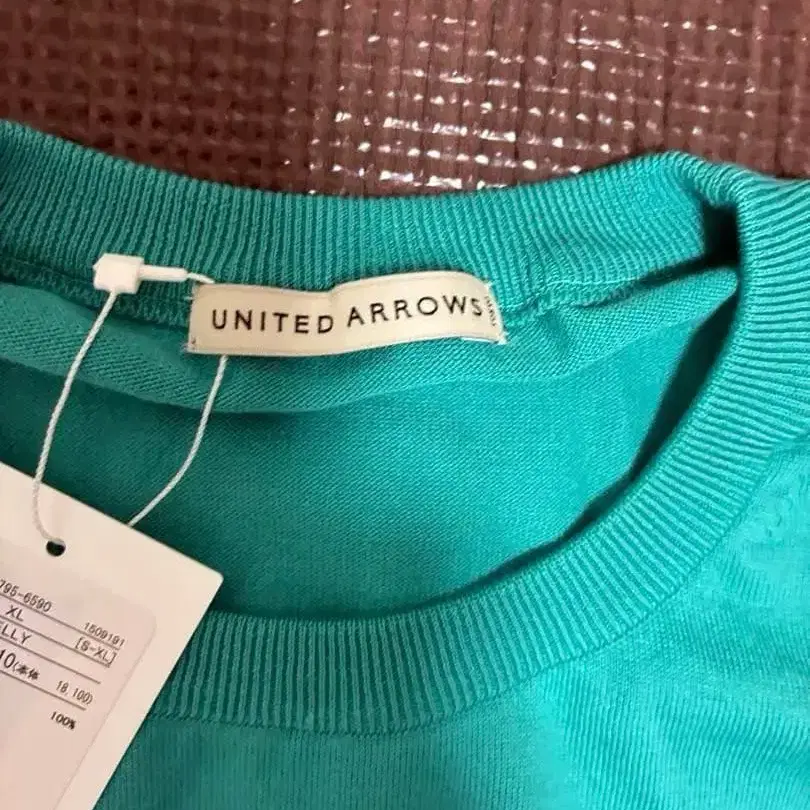 UNITED ARROWS
795-6590
XL
1509191
ELLY
[S-XL]
10(本体 18,100)
100%